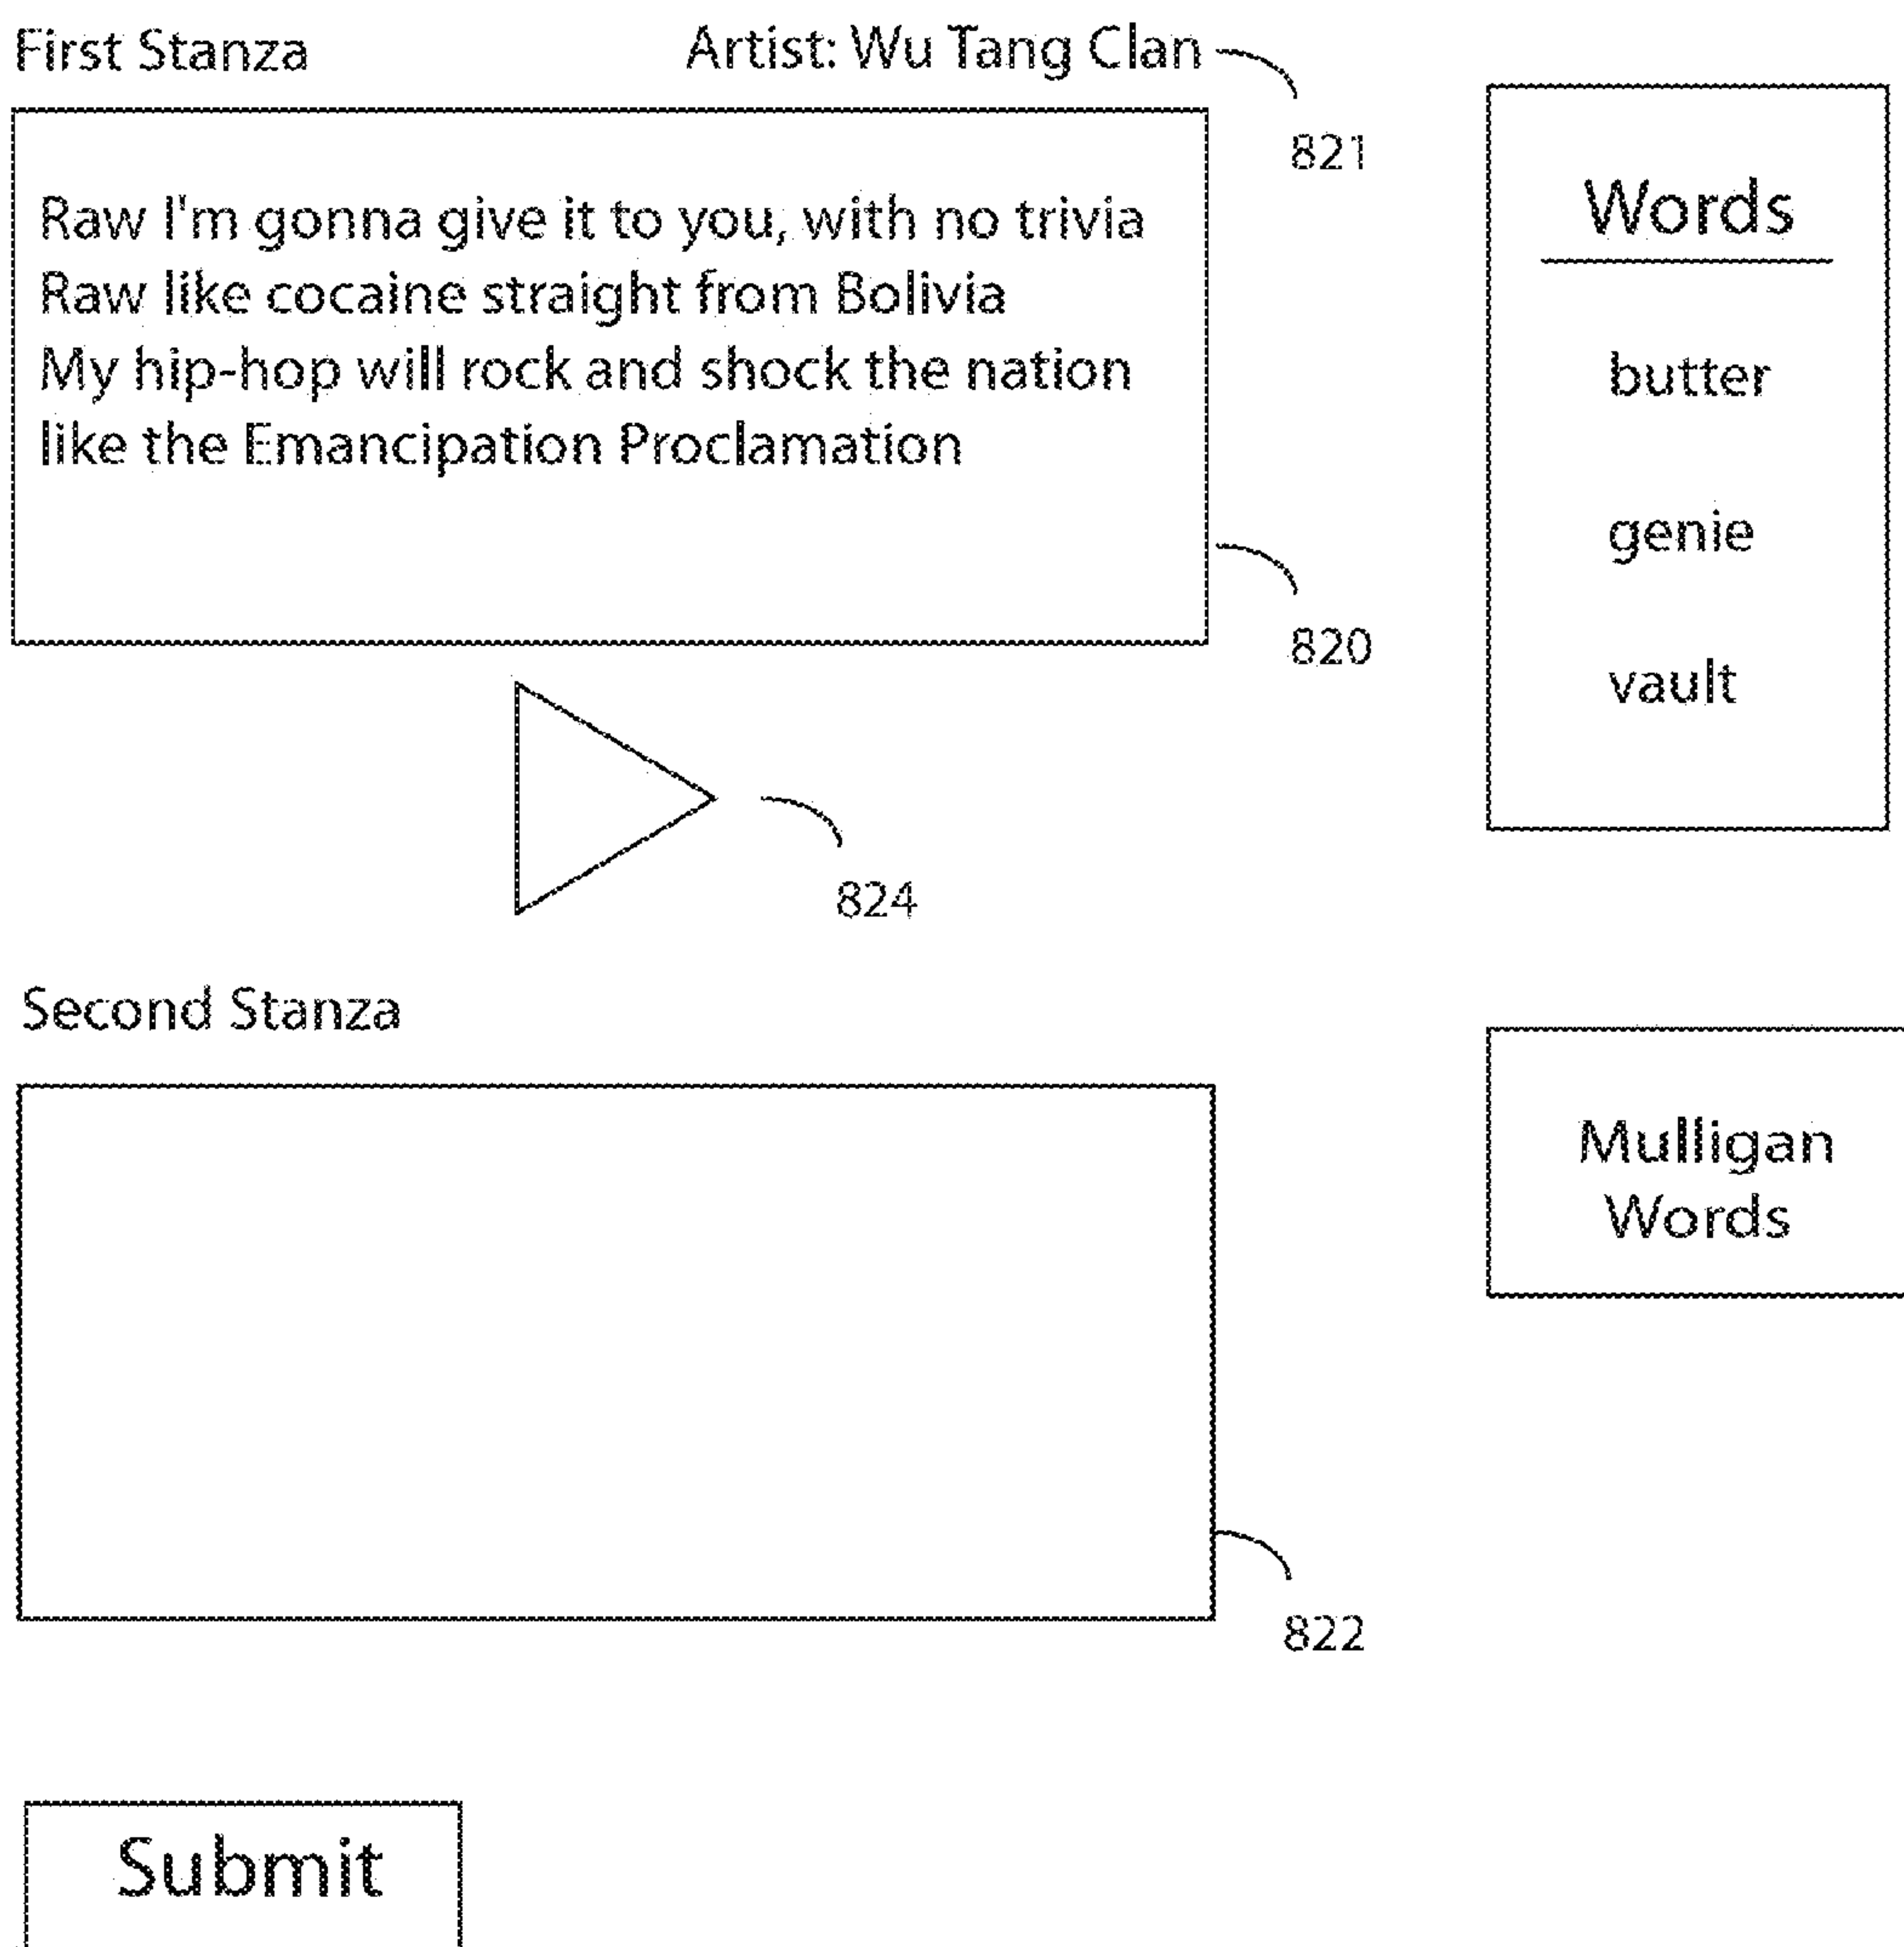 First Stanza
Artist: Wu Tang Clan
821
Raw I'm gonna give it to you, with no trivia
Raw like cocaine straight from Bolivia
My hip-hop will rock and shock the nation
like the Emancipation Proclamation
820
824
Words
butter
genie
vault
Second Stanza
822
Mulligan
Words
Submit